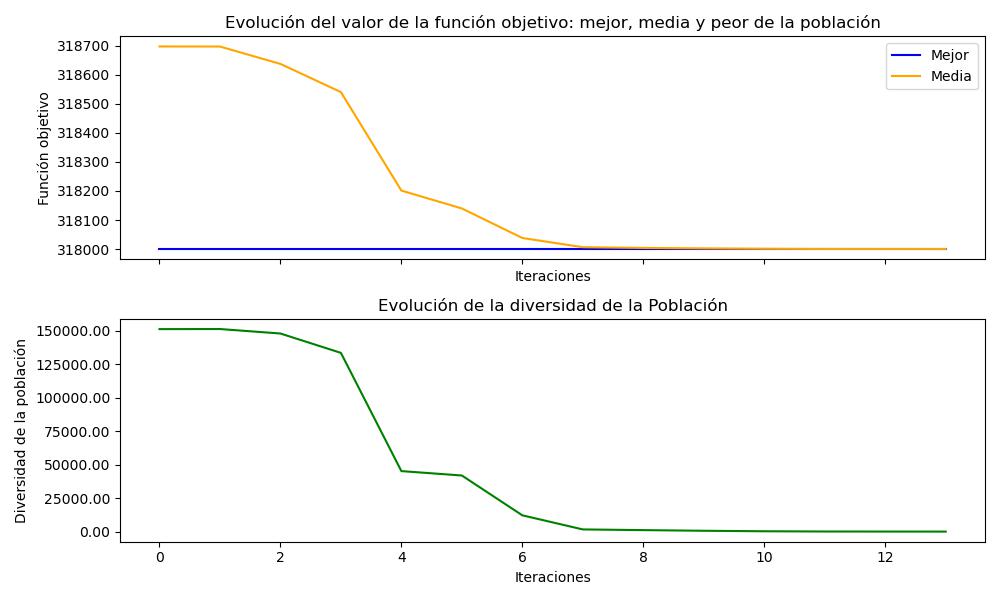 Evolución del valor de la función objetivo: mejor, media y peor de la población
318700
318600
318500
318400
318300
318200
318100
318000
Función objetivo
Mejor
Media
Iteraciones
Evolución de la diversidad de la Población
150000.00
125000.00
100000.00
75000.00
50000.00
25000.00
0.00
Diversidad de la población
0 2 4 6 8 10 12
Iteraciones